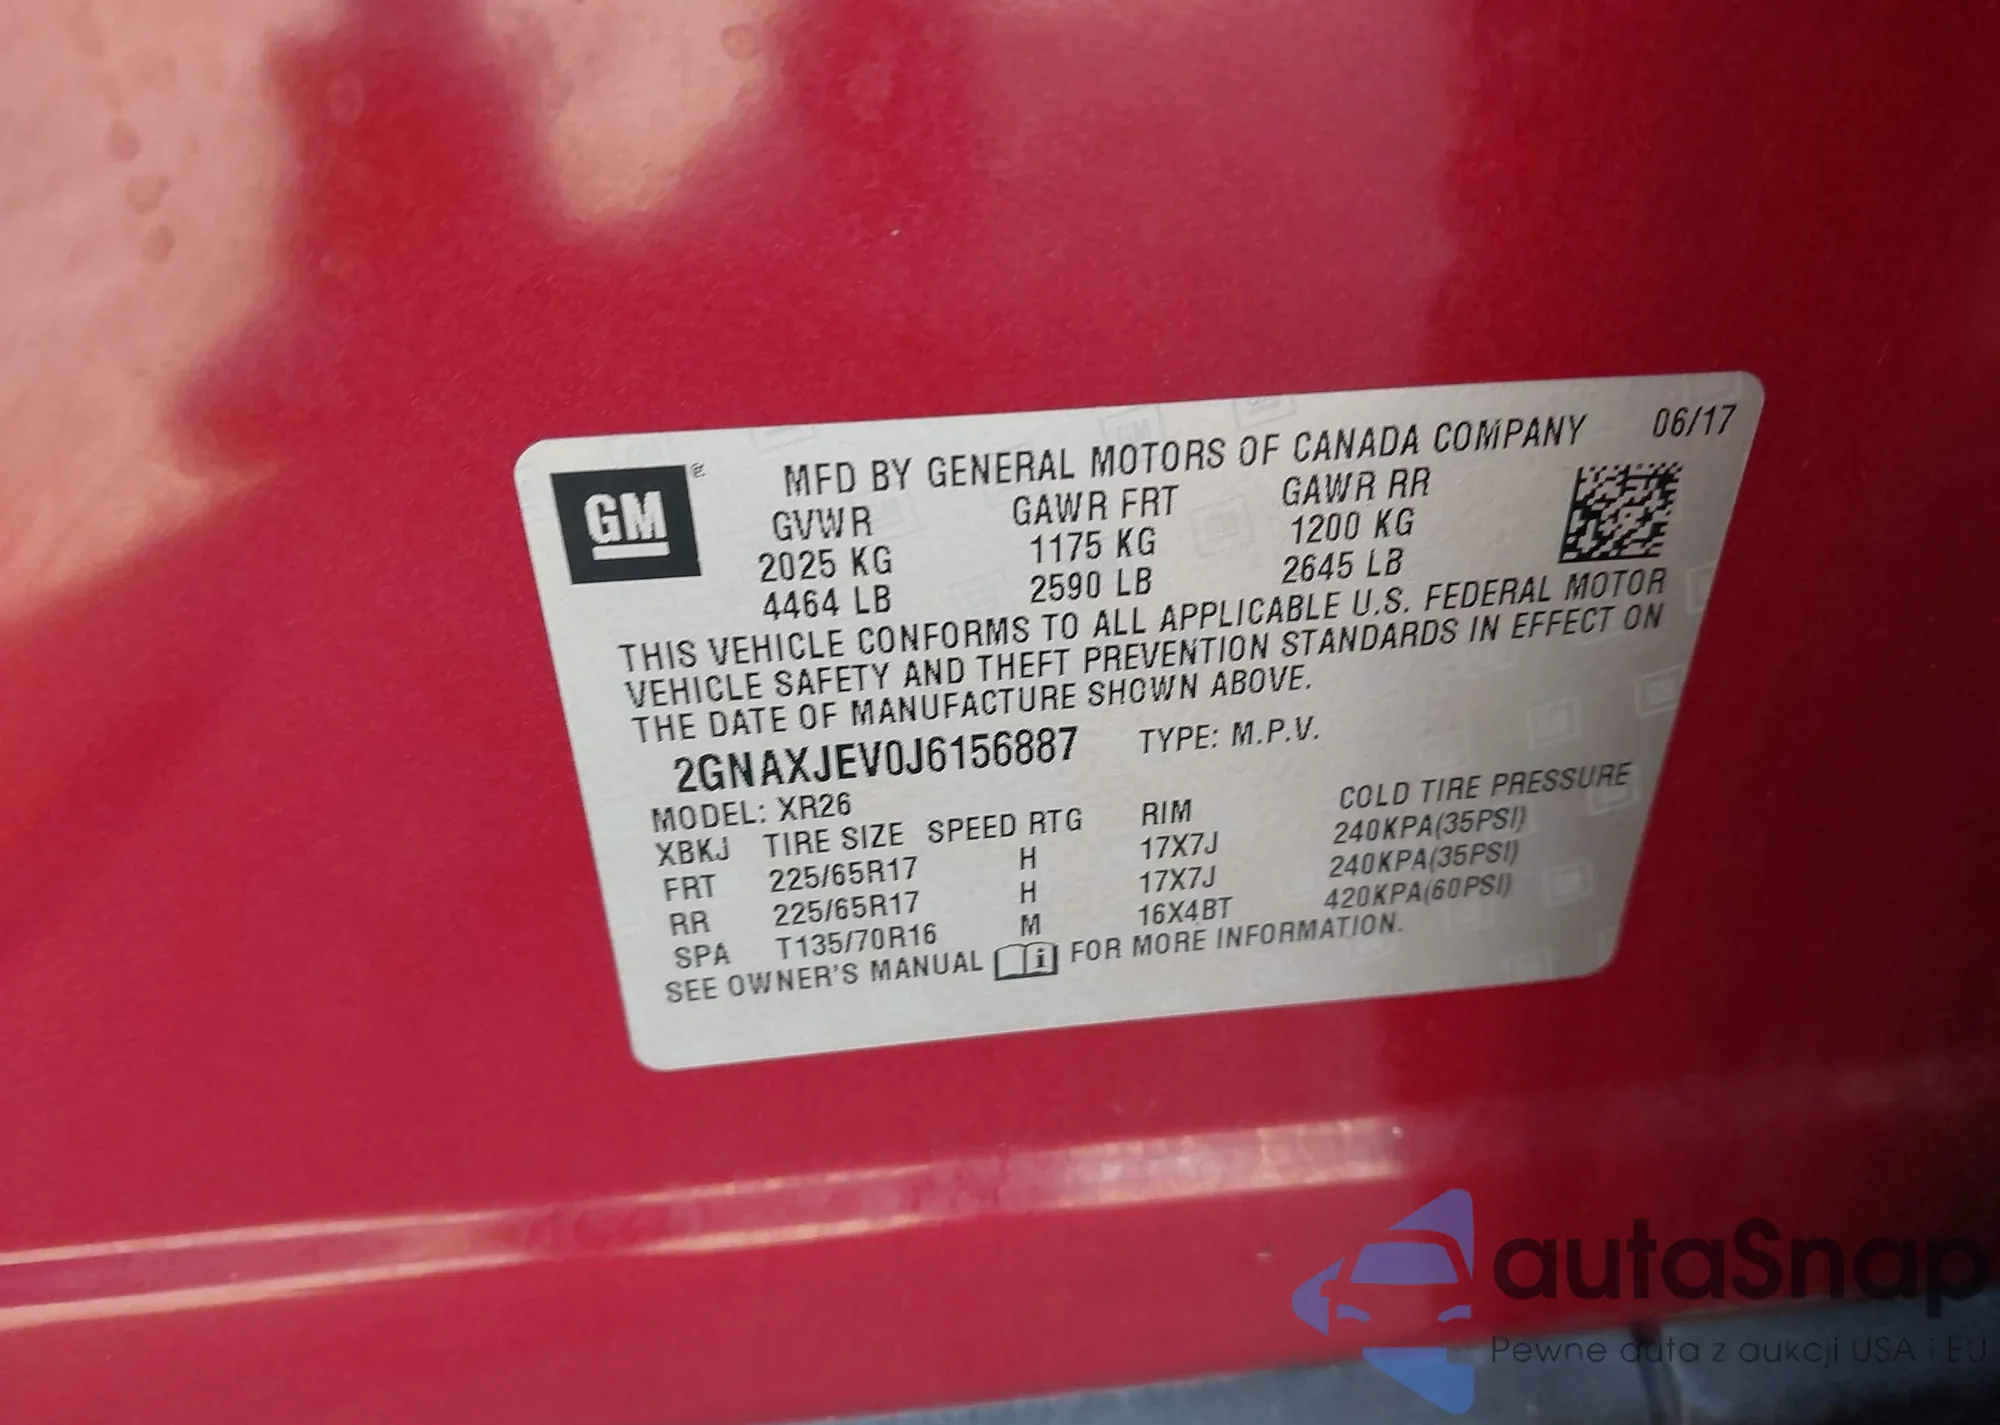 MFD BY GENERAL MOTORS OF CANADA COMPANY 06/17
GM
GVWR GAWR FRT GAWR RR
2025 KG 1175 KG 1200 KG
4464 LB 2590 LB 2645 LB
THIS VEHICLE CONFORMS TO ALL APPLICABLE U.S. FEDERAL MOTOR
VEHICLE SAFETY AND THEFT PREVENTION STANDARDS IN EFFECT ON
THE DATE OF MANUFACTURE SHOWN ABOVE.
2GNAXJEV0J6156887 TYPE: M.P.V.
MODEL: XR26
XBKJ TIRE SIZE SPEED RTG RIM COLD TIRE PRESSURE
FRT 225/65R17 H 17X7J 240KPA(35PSI)
RR 225/65R17 H 17X7J 240KPA(35PSI)
SPA T135/70R16 M 16X4BT 420KPA(60PSI)
SEE OWNER'S MANUAL i FOR MORE INFORMATION.
autaSnap
Pewne auta z aukcji USA i EU